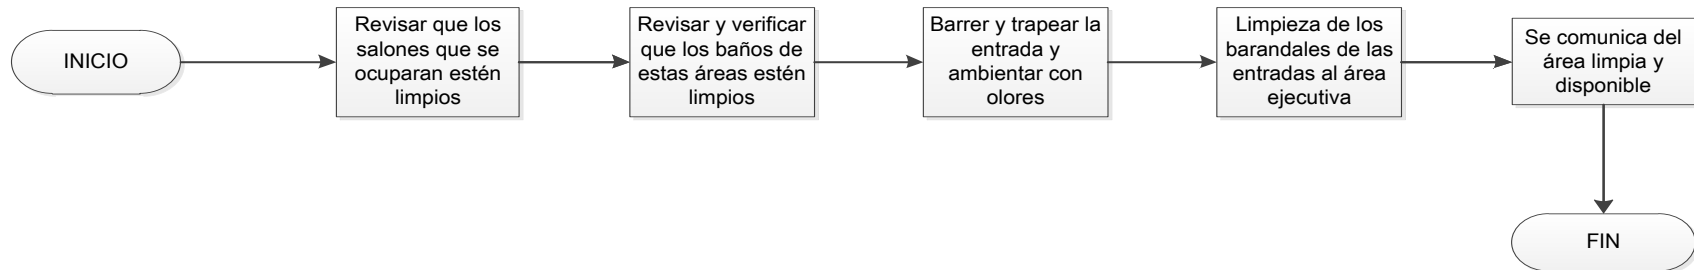 INICIO
Revisar que los
salones que se
ocuparan estén
limpios
Revisar y verificar
que los baños de
estas áreas estén
limpios
Barrer y trapear la
entrada y
ambientar con
olores
Limpieza de los
barandales de las
entradas al área
ejecutiva
Se comunica del
área limpia y
disponible
FIN